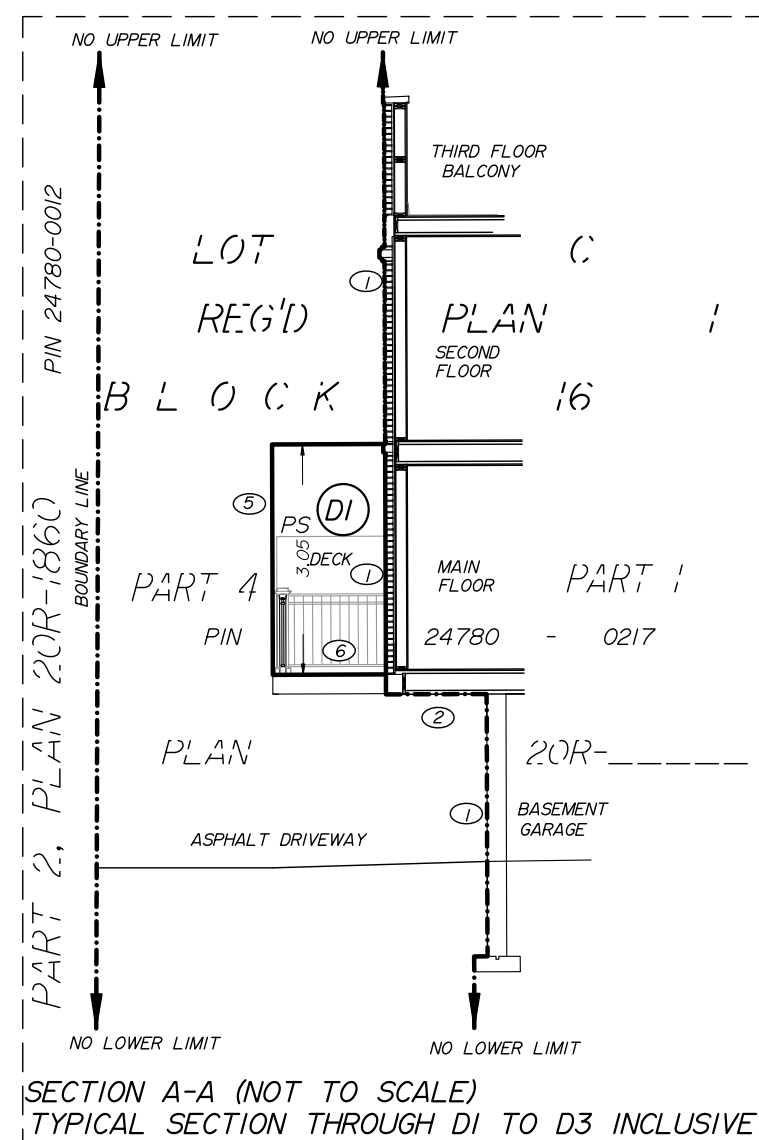 NO UPPER LIMIT
NO UPPER LIMIT
THIRD FLOOR
BALCONY
PIN 24780-0012
LOT C
1
REG'D PLAN 1
SECOND
FLOOR
BLOCK 16
5
D1
PS
3.05
DECK
1
BOUNDARY LINE
MAIN
FLOOR
PART 4 PART 1
PIN 24780 - 0217
6
2
PLAN 20R-_____
1
BASEMENT
GARAGE
ASPHALT DRIVEWAY
PART 2, PLAN 20R-1860
NO LOWER LIMIT
NO LOWER LIMIT
SECTION A-A (NOT TO SCALE)
TYPICAL SECTION THROUGH D1 TO D3 INCLUSIVE